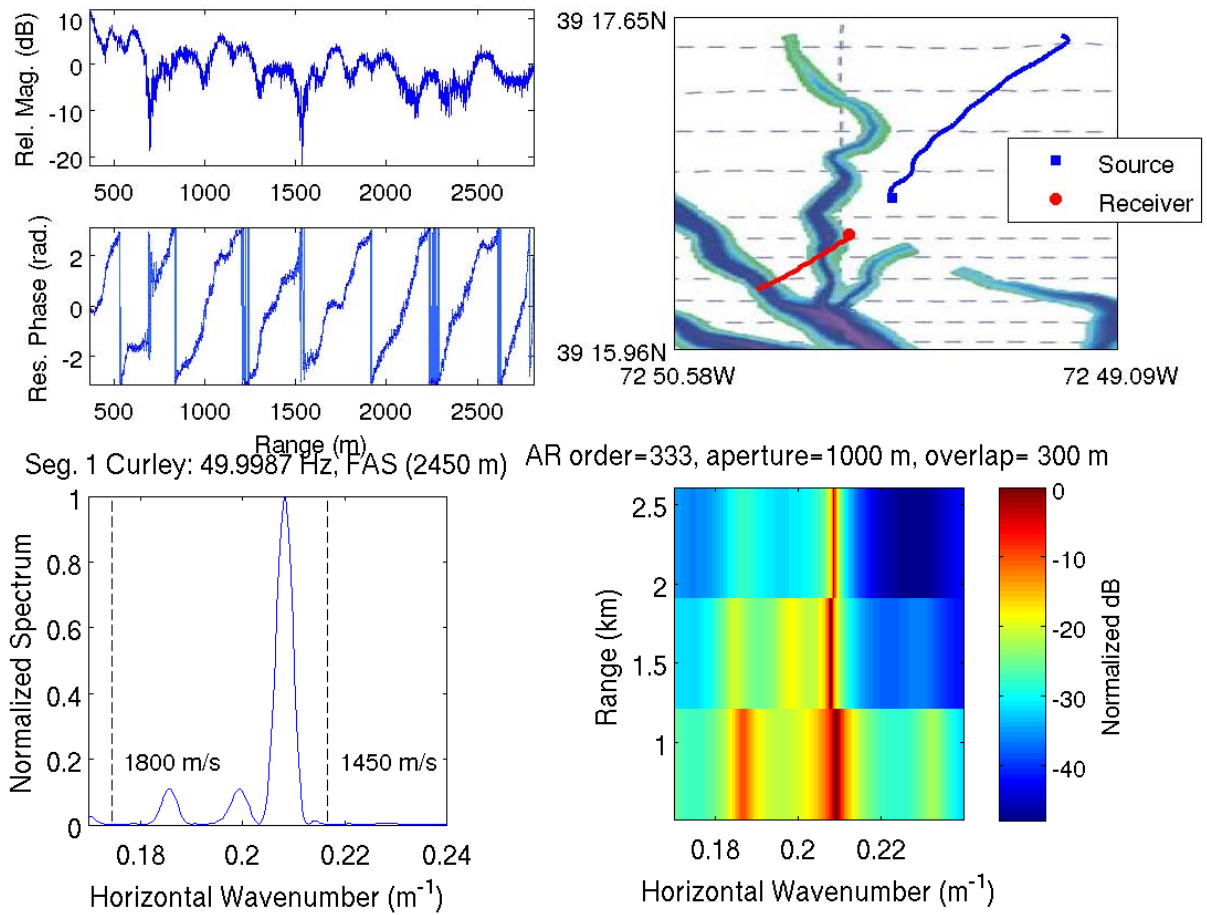 Rel. Mag. (dB)
10
0
-10
-20
500 1000 1500 2000 2500
Res. Phase (rad.)
2
0
-2
500 1000 1500 2000 2500
Range (m)
39 17.65N
39 15.96N
72 50.58W 72 49.09W
Source
Receiver
Seg. 1 Curley: 49.9987 Hz, FAS (2450 m)
Normalized Spectrum
1
0.8
0.6
0.4
0.2
0
1800 m/s
1450 m/s
0.18 0.2 0.22 0.24
Horizontal Wavenumber (m⁻¹)
AR order=333, aperture=1000 m, overlap= 300 m
Range (km)
2.5
2
1.5
1
0.18 0.2 0.22
Horizontal Wavenumber (m⁻¹)
0
-10
-20
-30
-40
Normalized dB